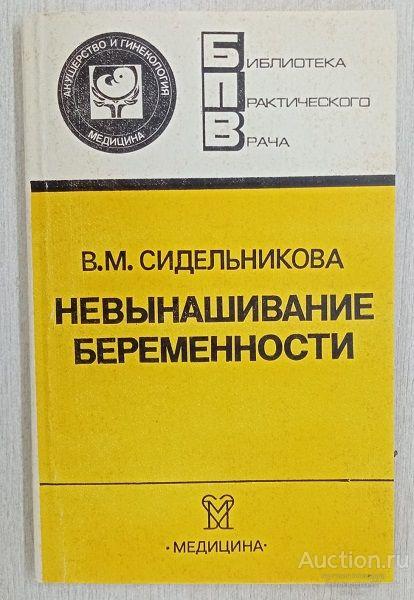 АКУШЕРСТВО И ГИНЕКОЛОГИЯ
МЕДИЦИНА
БИБЛИОТЕКА
ПРАКТИЧЕСКОГО
ВРАЧА
В.М. СИДЕЛЬНИКОВА
НЕВЫНАШИВАНИЕ
БЕРЕМЕННОСТИ
·МЕДИЦИНА·
Auction.ru